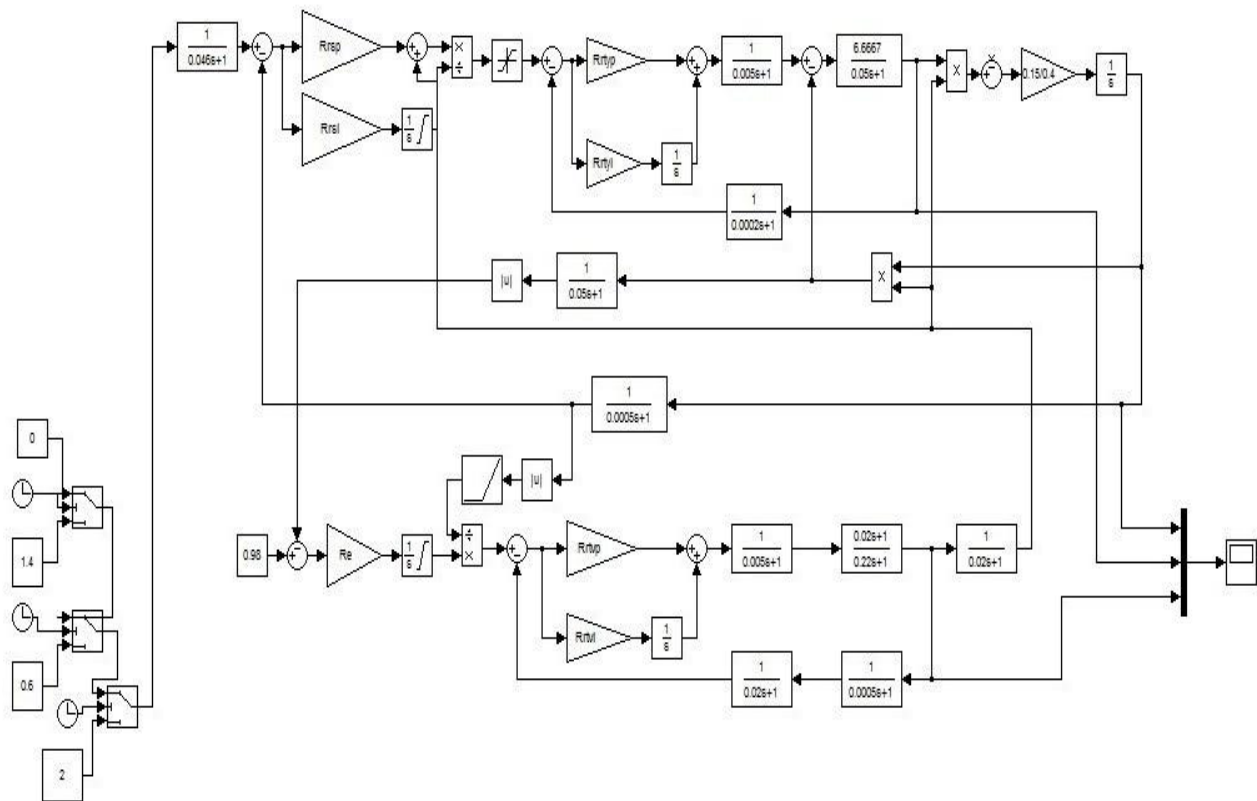 1
0.046s+1
Rrsp
×
÷
Rrtyp
1
0.005s+1
6.6667
0.05s+1
X
0.15/0.4
1
s
Rrsl
1
s
Rrtyl
1
s
1
0.0002s+1
|u|
1
0.05s+1
X
1
0.0005s+1
0
1.4
0.6
2
|u|
0.98
Re
1
s
÷
×
Rrtvp
1
0.005s+1
0.02s+1
0.22s+1
1
0.02s+1
Rrtvl
1
s
1
0.02s+1
1
0.0005s+1